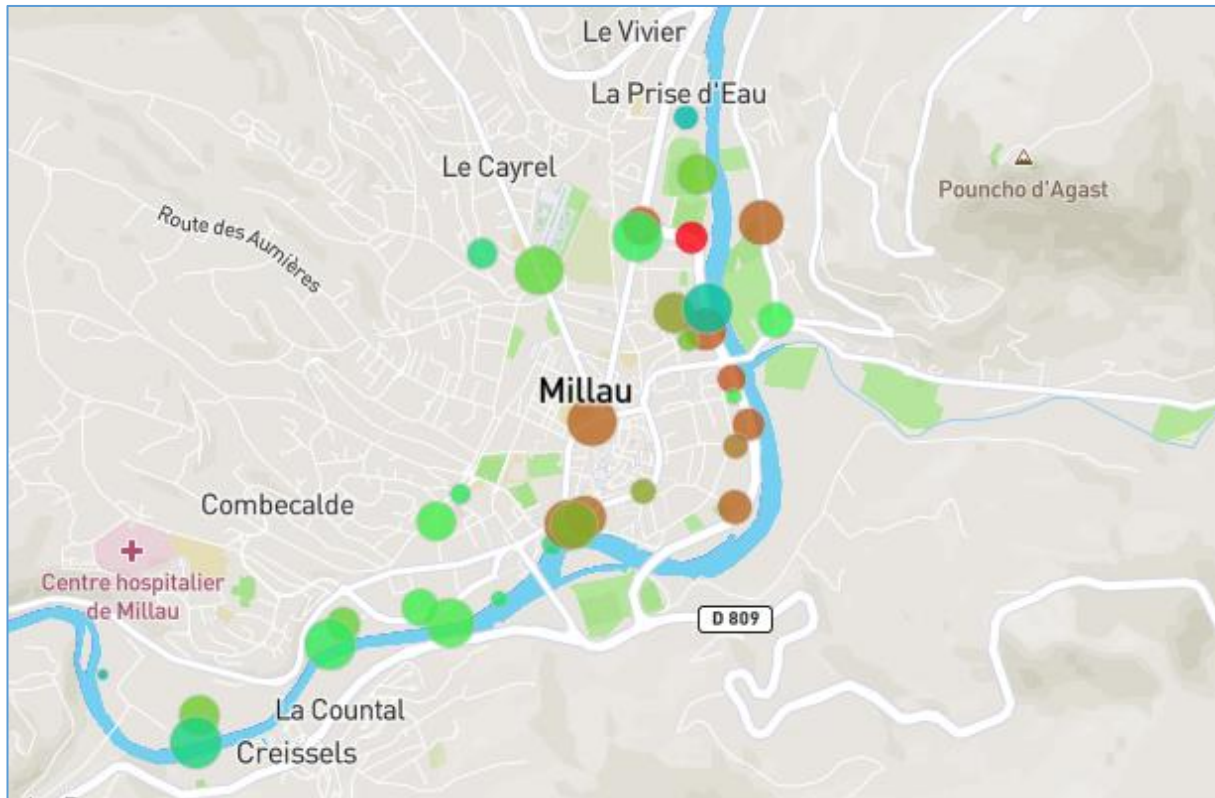 Le Vivier
La Prise d'Eau
Le Cayrel
Pouncho d'Agast
Route des Aumières
Millau
Combecalde
Centre hospitalier
de Millau
D 809
La Countal
Creissels